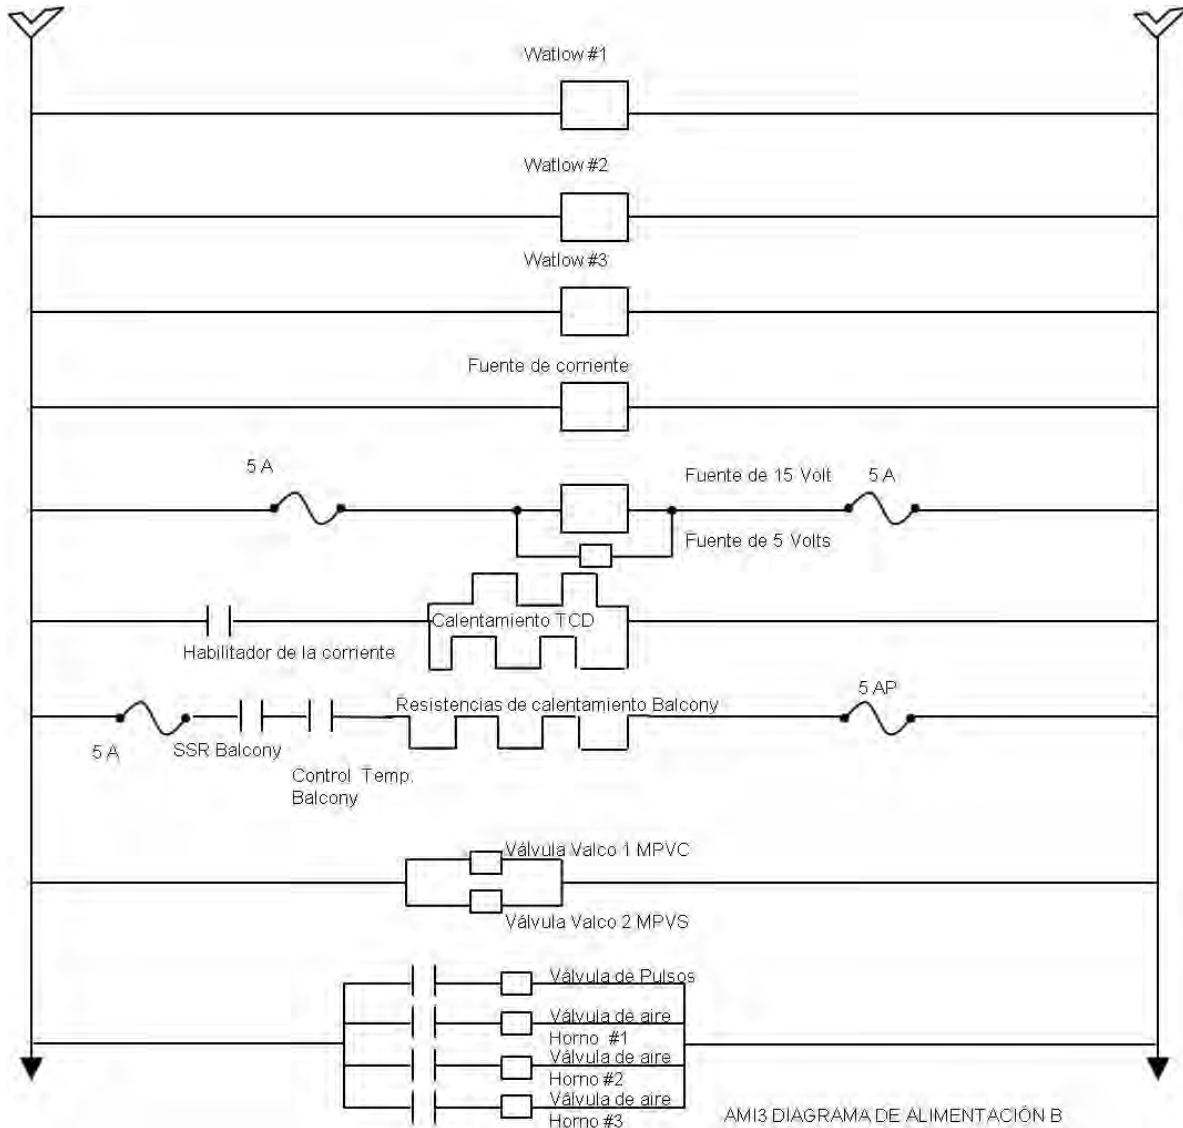 Watlow #1
Watlow #2
Watlow #3
Fuente de corriente
5 A
Fuente de 15 Volt
5 A
Fuente de 5 Volts
Calentamiento TCD
Habilitador de la corriente
5 AP
Resistencias de calentamiento Balcony
5 A
SSR Balcony
Control Temp.
Balcony
Válvula Valco 1 MPVC
Válvula Valco 2 MPVS
Válvula de Pulsos
Válvula de aire
Horno #1
Válvula de aire
Horno #2
Válvula de aire
Horno #3
AMI3 DIAGRAMA DE ALIMENTACIÓN B